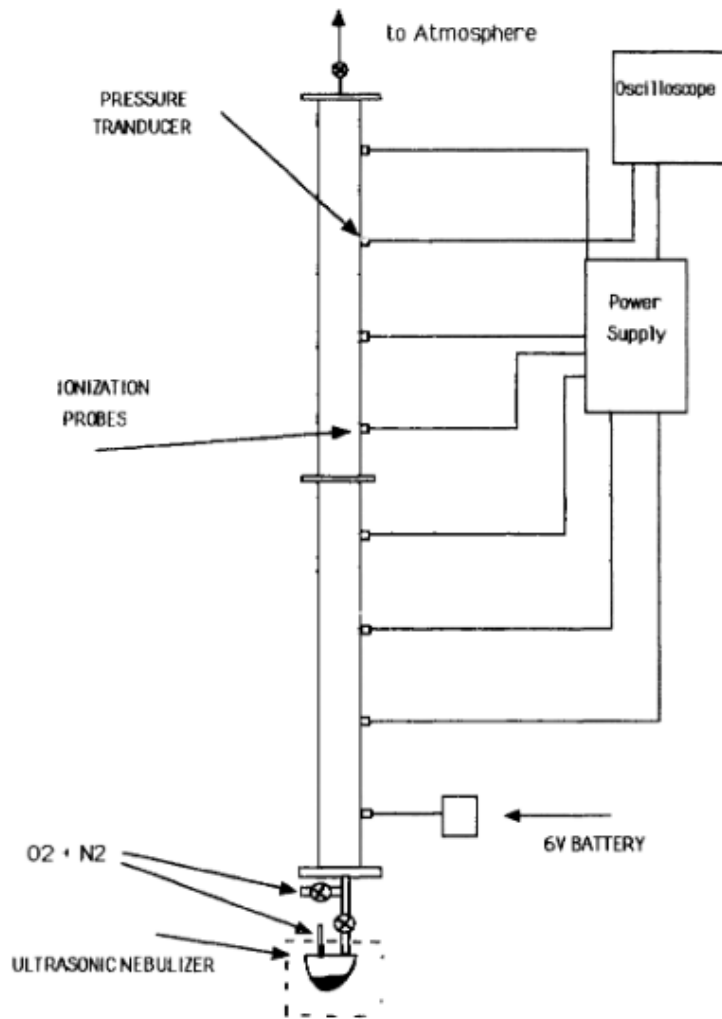 to Atmosphere
Oscilloscope
PRESSURE
TRANDUCER
Power
Supply
IONIZATION
PROBES
O2 + N2
6V BATTERY
ULTRASONIC NEBULIZER